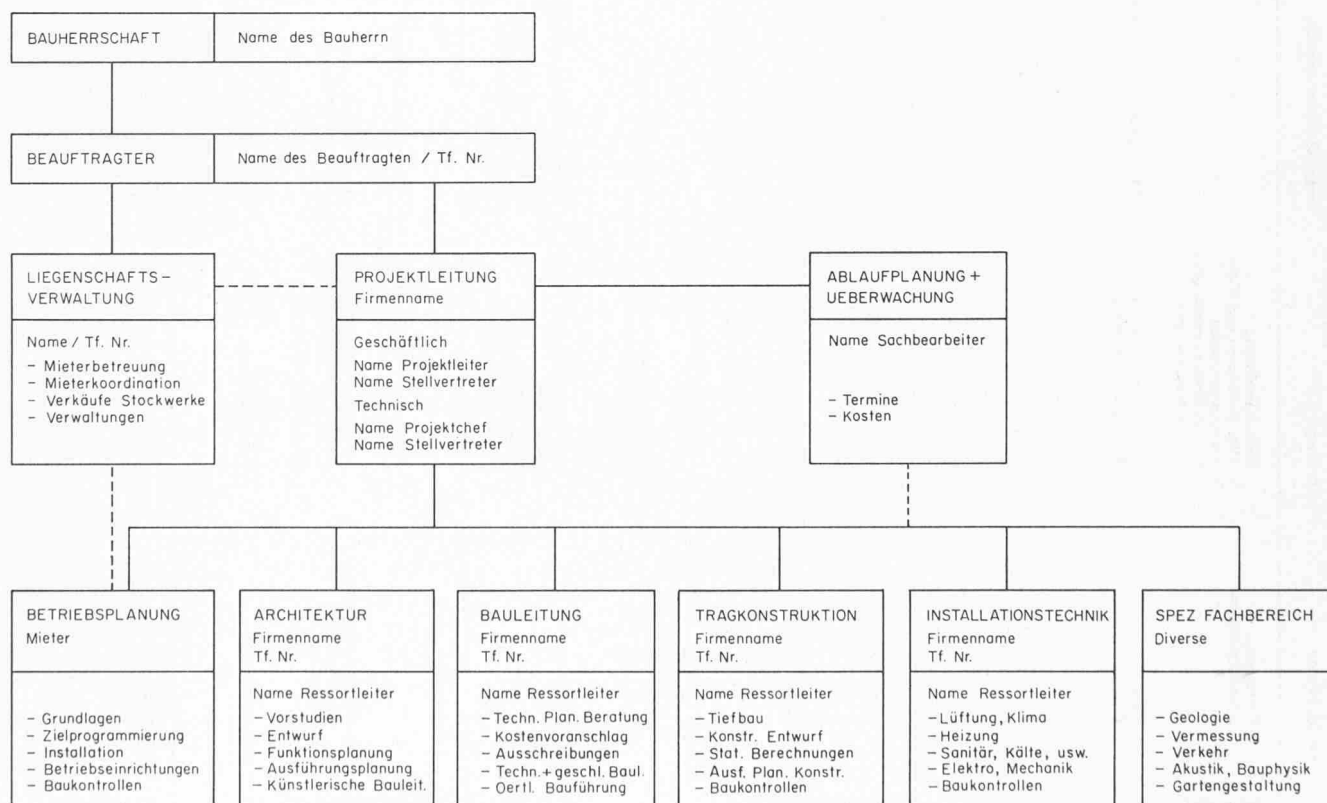 BAUHERRSCHAFT
Name des Bauherrn
BEAUFTRAGTER
Name des Beauftragten / Tf. Nr.
LIEGENSCHAFTS-
VERWALTUNG
Name / Tf. Nr.
- Mieterbetreuung
- Mieterkoordination
- Verkäufe Stockwerke
- Verwaltungen
PROJEKTLEITUNG
Firmenname
Geschäftlich
Name Projektleiter
Name Stellvertreter
Technisch
Name Projektchef
Name Stellvertreter
ABLAUFPLANUNG +
UEBERWACHUNG
Name Sachbearbeiter
- Termine
- Kosten
BETRIEBSPLANUNG
Mieter
- Grundlagen
- Zielprogrammierung
- Installation
- Betriebseinrichtungen
- Baukontrollen
ARCHITEKTUR
Firmenname
Tf. Nr.
Name Ressortleiter
- Vorstudien
- Entwurf
- Funktionsplanung
- Ausführungsplanung
- Künstlerische Bauleit.
BAULEITUNG
Firmenname
Tf. Nr.
Name Ressortleiter
- Techn. Plan. Beratung
- Kostenvoranschlag
- Ausschreibungen
- Techn. + geschl. Baul.
- Oertl. Bauführung
TRAGKONSTRUKTION
Firmenname
Tf. Nr.
Name Ressortleiter
- Tiefbau
- Konstr. Entwurf
- Stat. Berechnungen
- Ausf. Plan. Konstr.
- Baukontrollen
INSTALLATIONSTECHNIK
Firmenname
Tf. Nr.
Name Ressortleiter
- Lüftung, Klima
- Heizung
- Sanitär, Kälte, usw.
- Elektro, Mechanik
- Baukontrollen
SPEZ FACHBEREICH
Diverse
- Geologie
- Vermessung
- Verkehr
- Akustik, Bauphysik
- Gartengestaltung